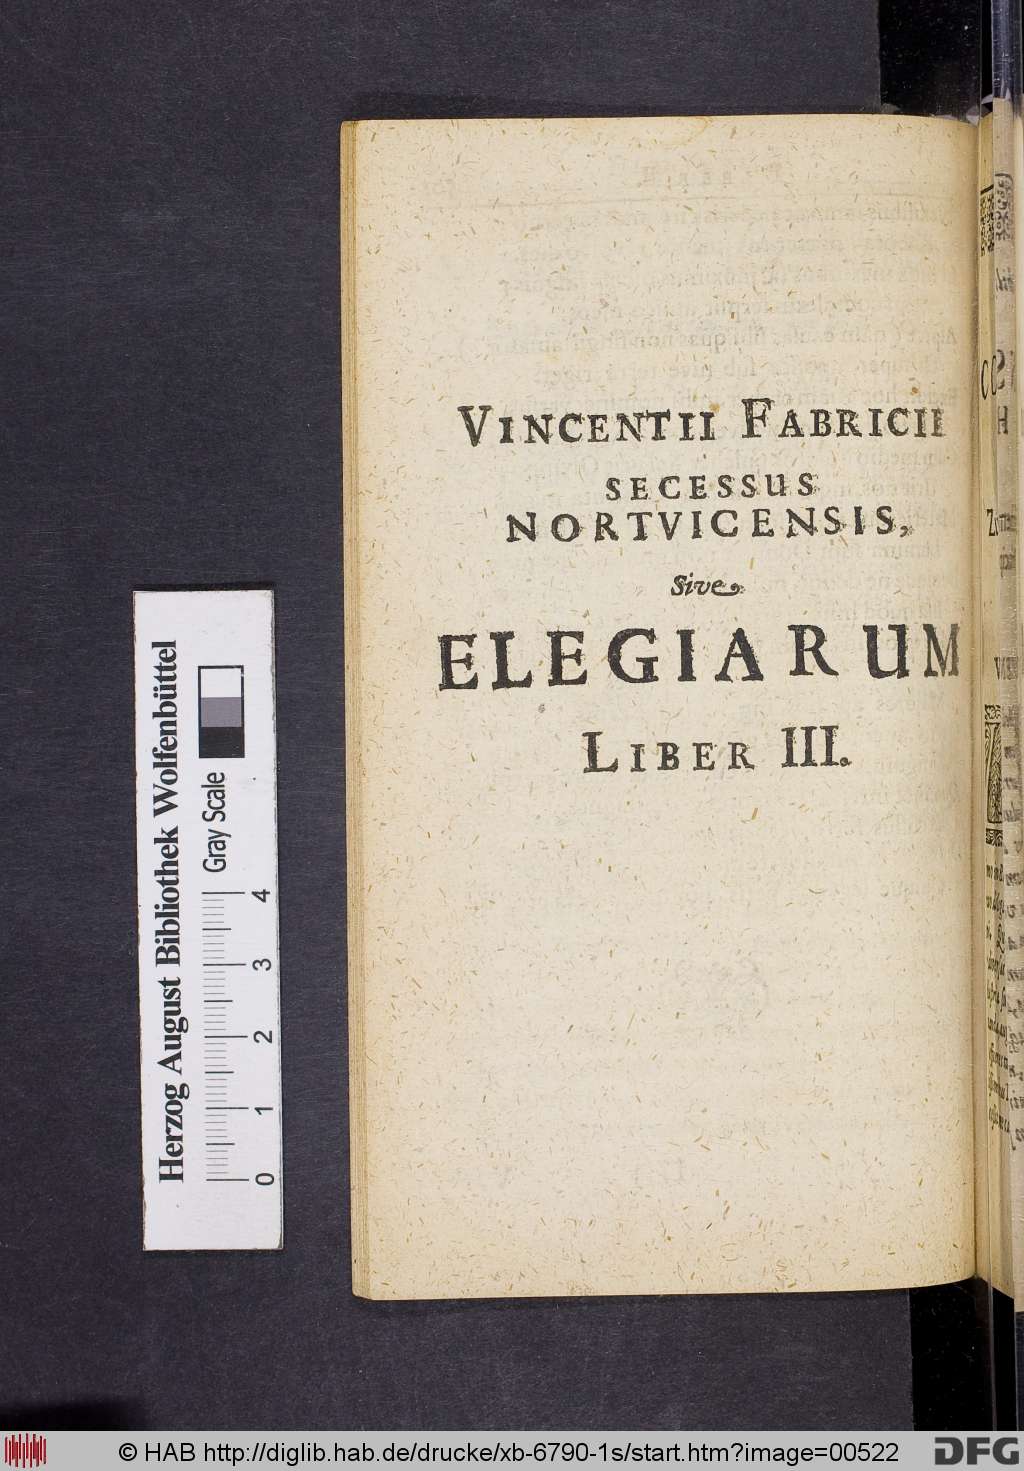 VINCENTII FABRICII
SECESSUS
NORTVICENSIS,
Sive
ELEGIARUM
LIBER III.
Herzog August Bibliothek Wolfenbüttel
Gray Scale
0 1 2 3 4
© HAB http://diglib.hab.de/drucke/xb-6790-1s/start.htm?image=00522
DFG